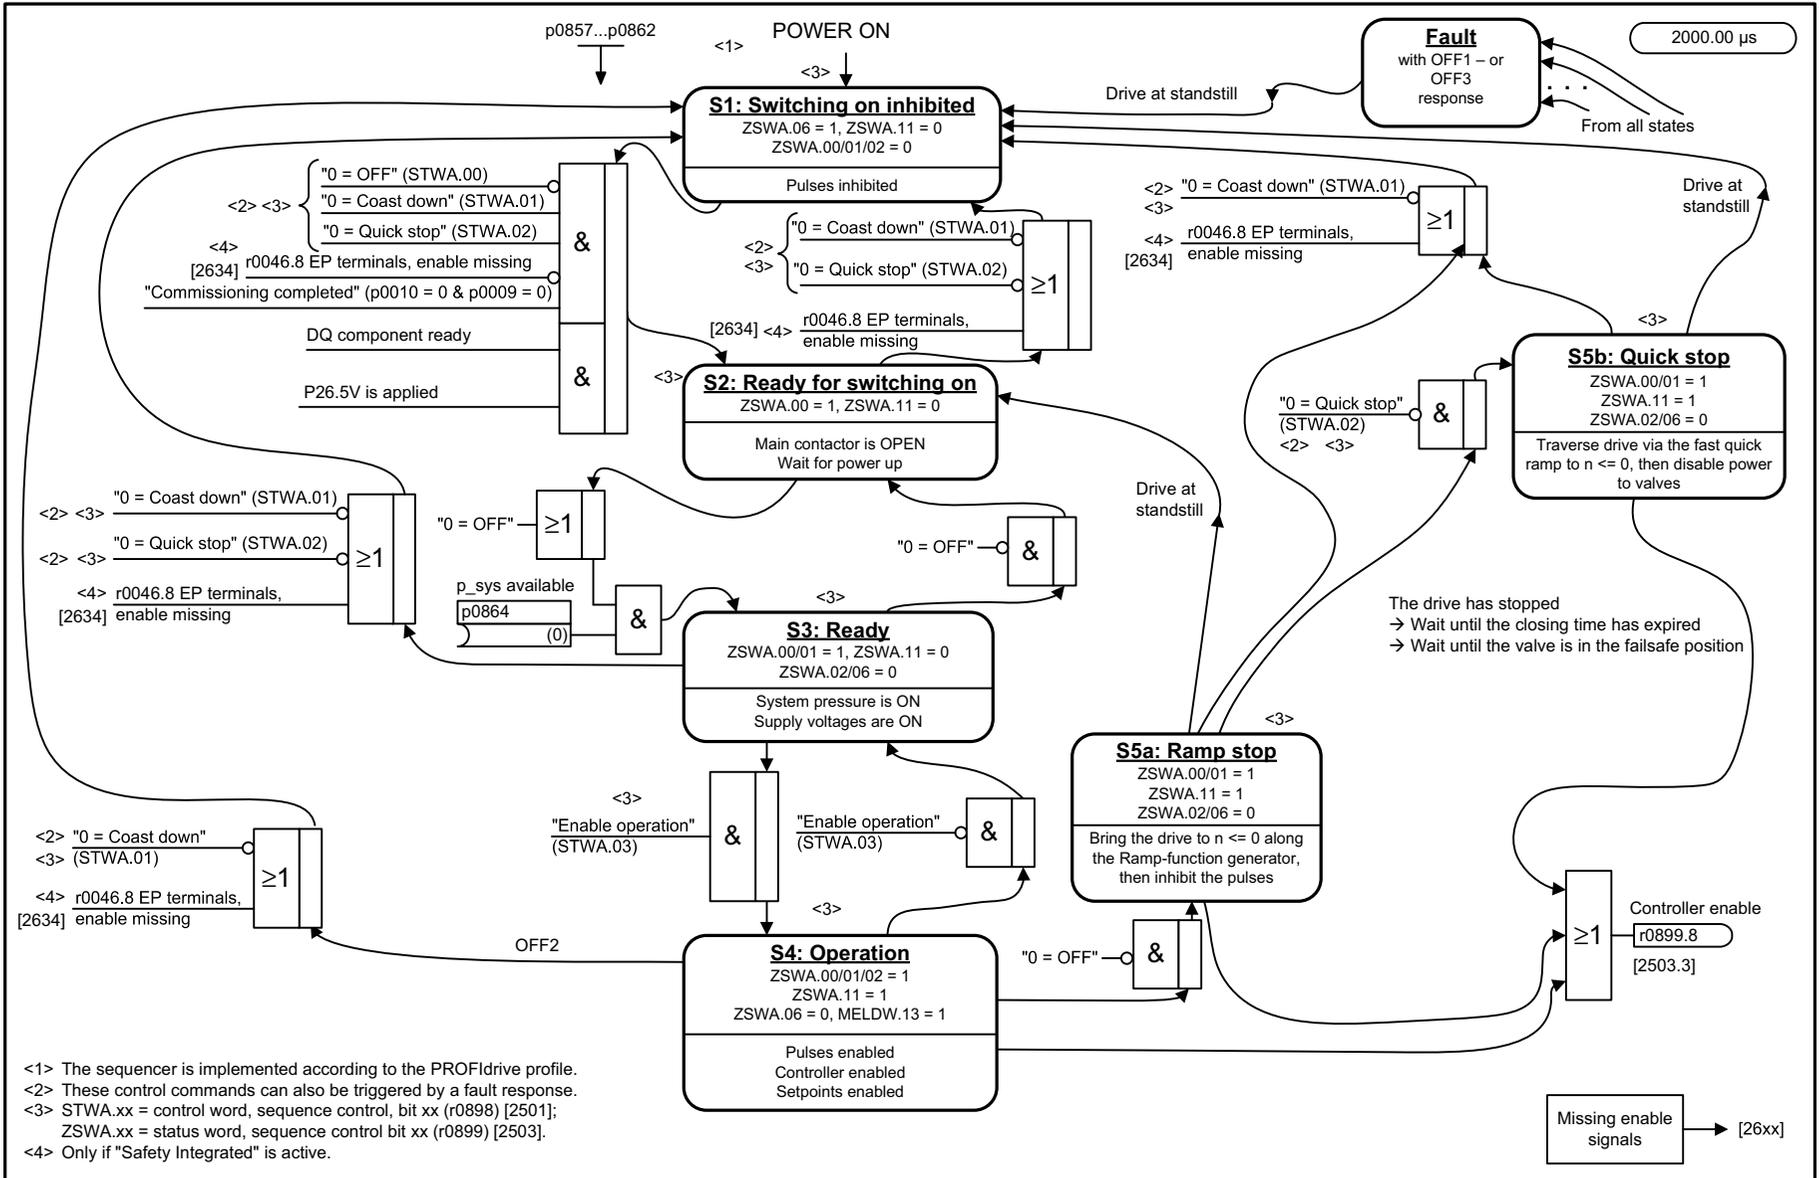 p0857...p0862
<1>
POWER ON
<3>
Fault
with OFF1 – or
OFF3
response
2000.00 µs
. . .
From all states
Drive at standstill
S1: Switching on inhibited
ZSWA.06 = 1, ZSWA.11 = 0
ZSWA.00/01/02 = 0
Pulses inhibited
<2> <3>
"0 = OFF" (STWA.00)
"0 = Coast down" (STWA.01)
"0 = Quick stop" (STWA.02)
<4>
[2634]
r0046.8 EP terminals, enable missing
"Commissioning completed" (p0010 = 0 & p0009 = 0)
&
DQ component ready
P26.5V is applied
&
<2>
<3>
"0 = Coast down" (STWA.01)
"0 = Quick stop" (STWA.02)
[2634] <4>
r0046.8 EP terminals,
enable missing
≥1
<2>
<3>
"0 = Coast down" (STWA.01)
<4>
[2634]
r0046.8 EP terminals,
enable missing
≥1
Drive at
standstill
<3>
S5b: Quick stop
ZSWA.00/01 = 1
ZSWA.11 = 1
ZSWA.02/06 = 0
Traverse drive via the fast quick
ramp to n <= 0, then disable power
to valves
"0 = Quick stop"
(STWA.02)
<2> <3>
&
<3>
S2: Ready for switching on
ZSWA.00 = 1, ZSWA.11 = 0
Main contactor is OPEN
Wait for power up
Drive at
standstill
"0 = OFF"
≥1
"0 = OFF"
&
<2> <3>
"0 = Coast down" (STWA.01)
<2> <3>
"0 = Quick stop" (STWA.02)
<4>
[2634]
r0046.8 EP terminals,
enable missing
≥1
p_sys available
p0864
(0)
&
<3>
S3: Ready
ZSWA.00/01 = 1, ZSWA.11 = 0
ZSWA.02/06 = 0
System pressure is ON
Supply voltages are ON
The drive has stopped
→ Wait until the closing time has expired
→ Wait until the valve is in the failsafe position
<3>
S5a: Ramp stop
ZSWA.00/01 = 1
ZSWA.11 = 1
ZSWA.02/06 = 0
Bring the drive to n <= 0 along
the Ramp-function generator,
then inhibit the pulses
<3>
"Enable operation"
(STWA.03)
&
"Enable operation"
(STWA.03)
&
<2>
<3>
"0 = Coast down"
(STWA.01)
<4>
[2634]
r0046.8 EP terminals,
enable missing
≥1
OFF2
<3>
S4: Operation
ZSWA.00/01/02 = 1
ZSWA.11 = 1
ZSWA.06 = 0, MELDW.13 = 1
Pulses enabled
Controller enabled
Setpoints enabled
"0 = OFF"
&
≥1
Controller enable
r0899.8
[2503.3]
<1> The sequencer is implemented according to the PROFIdrive profile.
<2> These control commands can also be triggered by a fault response.
<3> STWA.xx = control word, sequence control, bit xx (r0898) [2501];
ZSWA.xx = status word, sequence control bit xx (r0899) [2503].
<4> Only if "Safety Integrated" is active.
Missing enable
signals
[26xx]